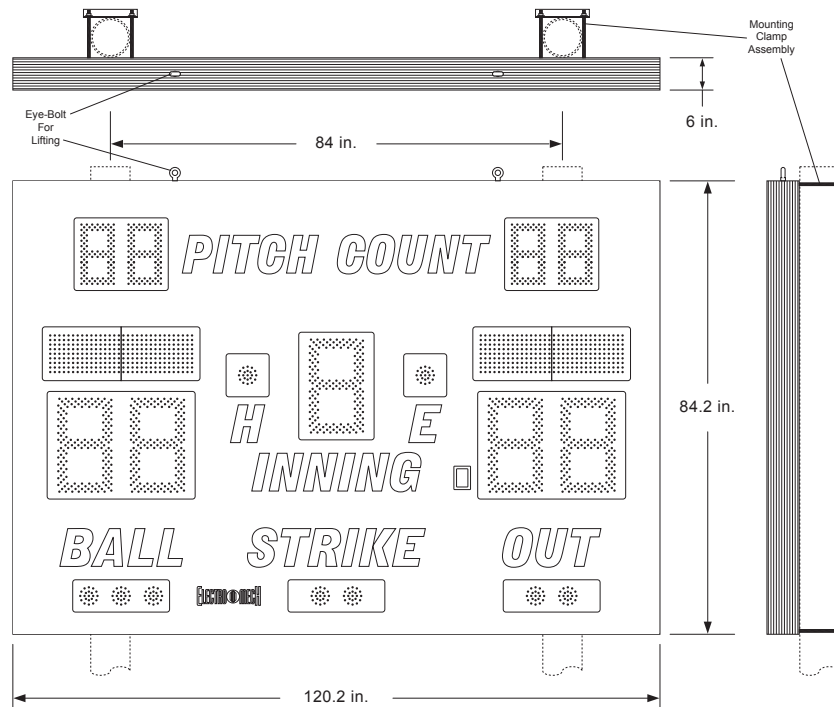 Mounting
Clamp
Assembly
6 in.
Eye-Bolt
For
Lifting
84 in.
PITCH COUNT
84.2 in.
H
E
INNING
BALL STRIKE OUT
ELECTRO-MECH
120.2 in.